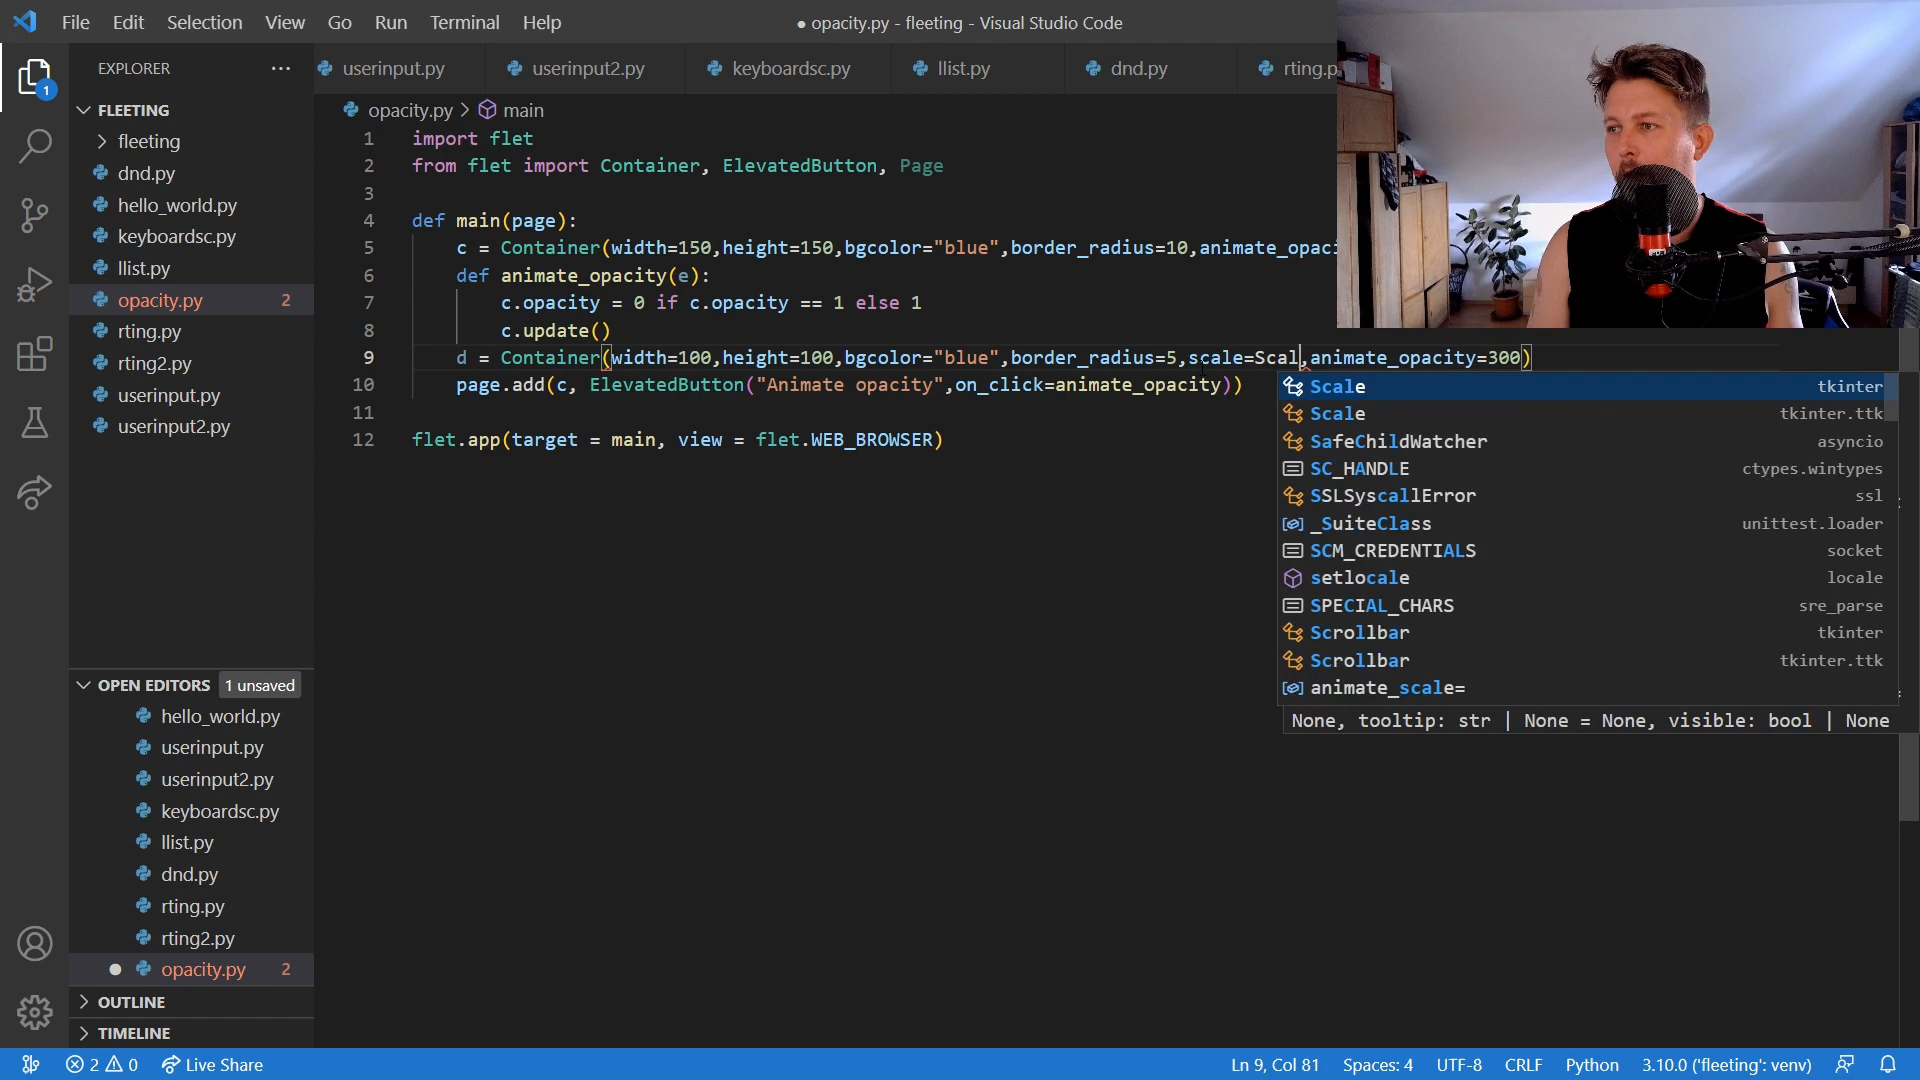 File Edit Selection View Go Run Terminal Help
● opacity.py - fleeting - Visual Studio Code
EXPLORER ...
userinput.py userinput2.py keyboardsc.py llist.py dnd.py rting.p
FLEETING
opacity.py > main
fleeting
dnd.py
hello_world.py
keyboardsc.py
llist.py
opacity.py 2
rting.py
rting2.py
userinput.py
userinput2.py
1 import flet
2 from flet import Container, ElevatedButton, Page
3
4 def main(page):
5 c = Container(width=150,height=150,bgcolor="blue",border_radius=10,animate_opaci
6 def animate_opacity(e):
7 c.opacity = 0 if c.opacity == 1 else 1
8 c.update()
9 d = Container(width=100,height=100,bgcolor="blue",border_radius=5,scale=Scal,animate_opacity=300)
10 page.add(c, ElevatedButton("Animate opacity",on_click=animate_opacity))
11
12 flet.app(target = main, view = flet.WEB_BROWSER)
Scale tkinter
Scale tkinter.ttk
SafeChildWatcher asyncio
SC_HANDLE ctypes.wintypes
SSLSyscallError ssl
_SuiteClass unittest.loader
SCM_CREDENTIALS socket
setlocale locale
SPECIAL_CHARS sre_parse
Scrollbar tkinter
Scrollbar tkinter.ttk
animate_scale=
None, tooltip: str | None = None, visible: bool | None
OPEN EDITORS 1 unsaved
hello_world.py
userinput.py
userinput2.py
keyboardsc.py
llist.py
dnd.py
rting.py
rting2.py
● opacity.py 2
OUTLINE
TIMELINE
1
2 0 Live Share
Ln 9, Col 81 Spaces: 4 UTF-8 CRLF Python 3.10.0 ('fleeting': venv)